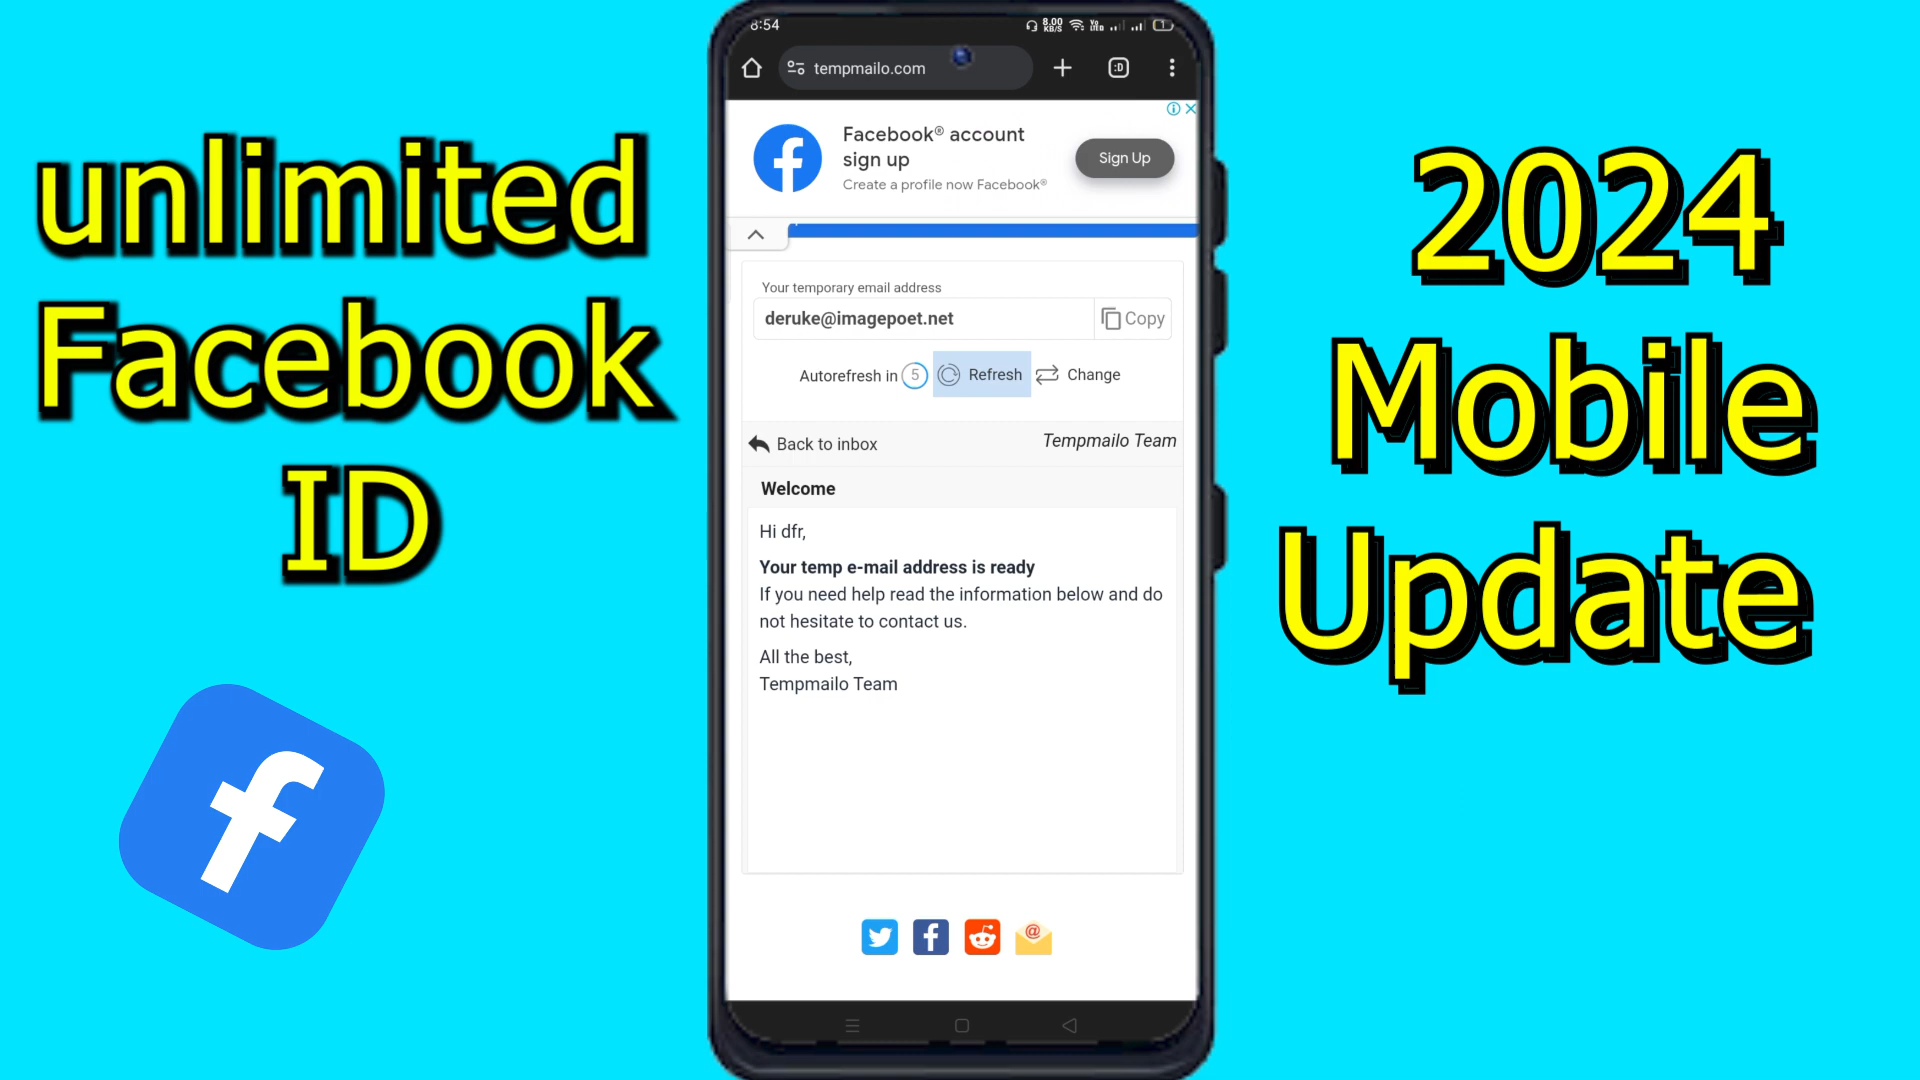 unlimited
Facebook
ID
8:54
8.00
KB/S
tempmailo.com
:D
Facebook® account
sign up
Create a profile now Facebook®
Sign Up
Your temporary email address
deruke@imagepoet.net
Copy
Autorefresh in 5 Refresh Change
Back to inbox
Tempmailo Team
Welcome
Hi dfr,
Your temp e-mail address is ready
If you need help read the information below and do
not hesitate to contact us.
All the best,
Tempmailo Team
2024
Mobile
Update